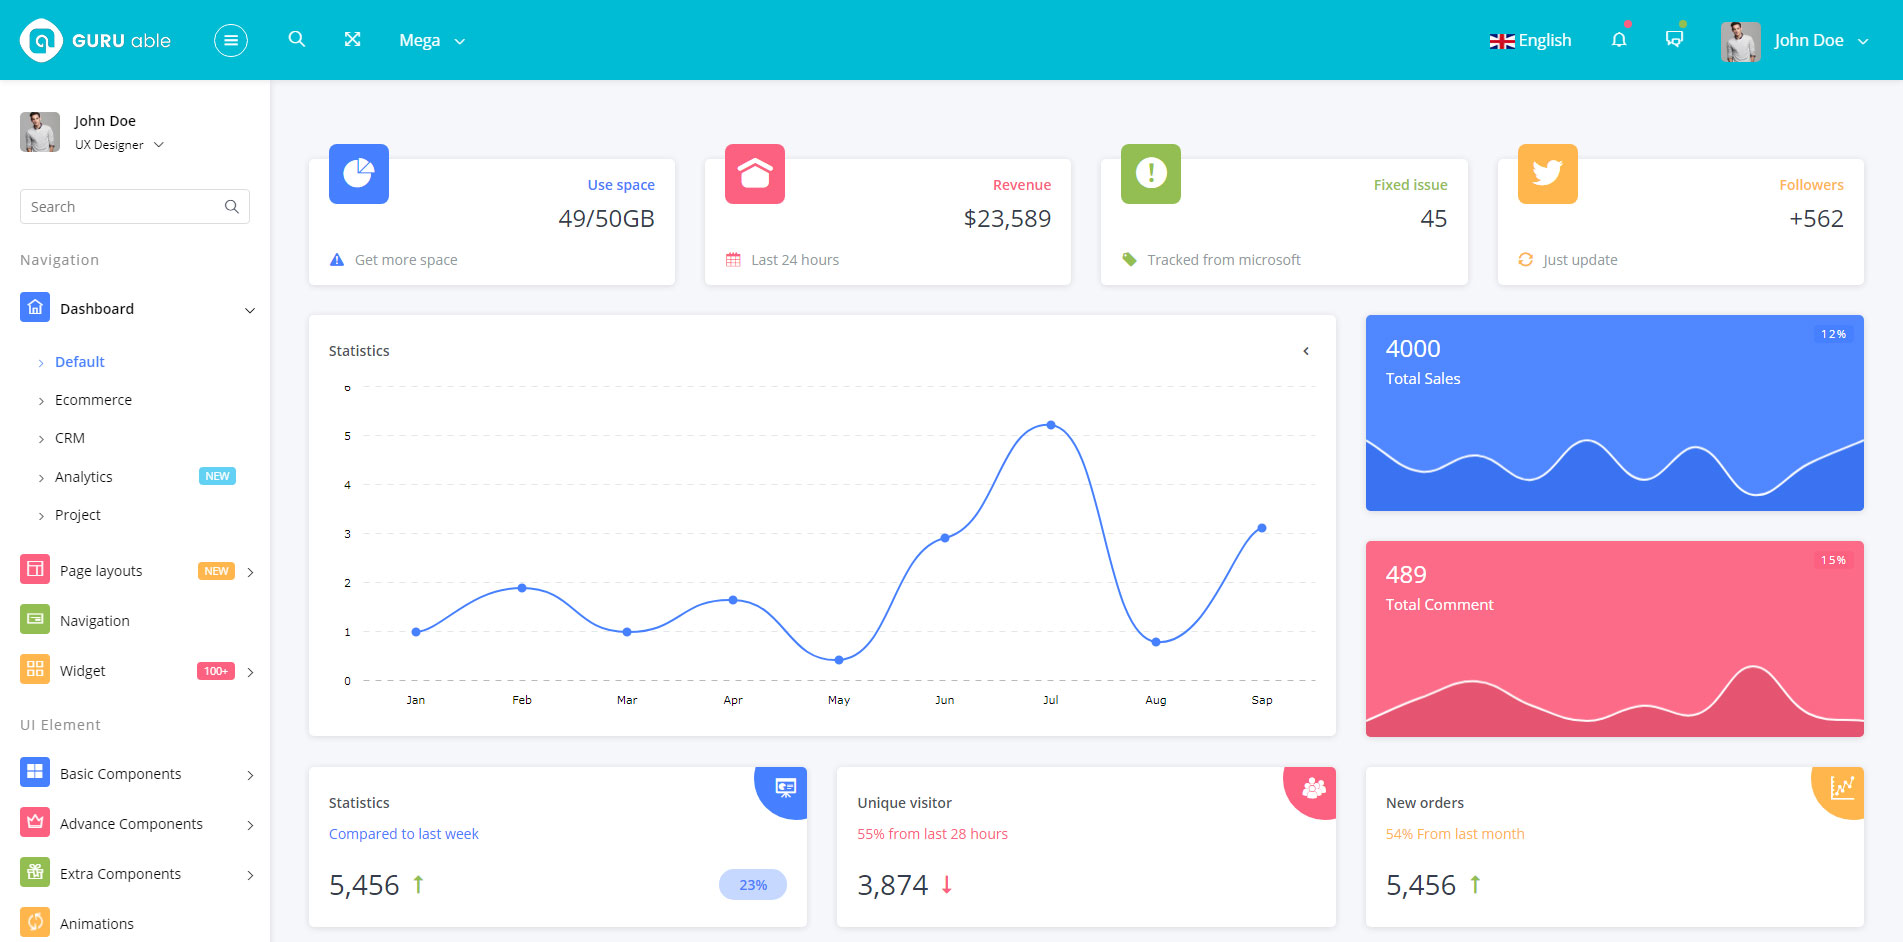 GURU able
Mega
English
John Doe
John Doe
UX Designer
Search
Navigation
Dashboard
Default
Ecommerce
CRM
Analytics NEW
Project
Page layouts NEW
Navigation
Widget 100+
UI Element
Basic Components
Advance Components
Extra Components
Animations
Use space
49/50GB
Get more space
Revenue
$23,589
Last 24 hours
Fixed issue
45
Tracked from microsoft
Followers
+562
Just update
Statistics
6
5
4
3
2
1
0
Jan Feb Mar Apr May Jun Jul Aug Sap
12%
4000
Total Sales
15%
489
Total Comment
Statistics
Compared to last week
5,456
23%
Unique visitor
55% from last 28 hours
3,874
New orders
54% From last month
5,456